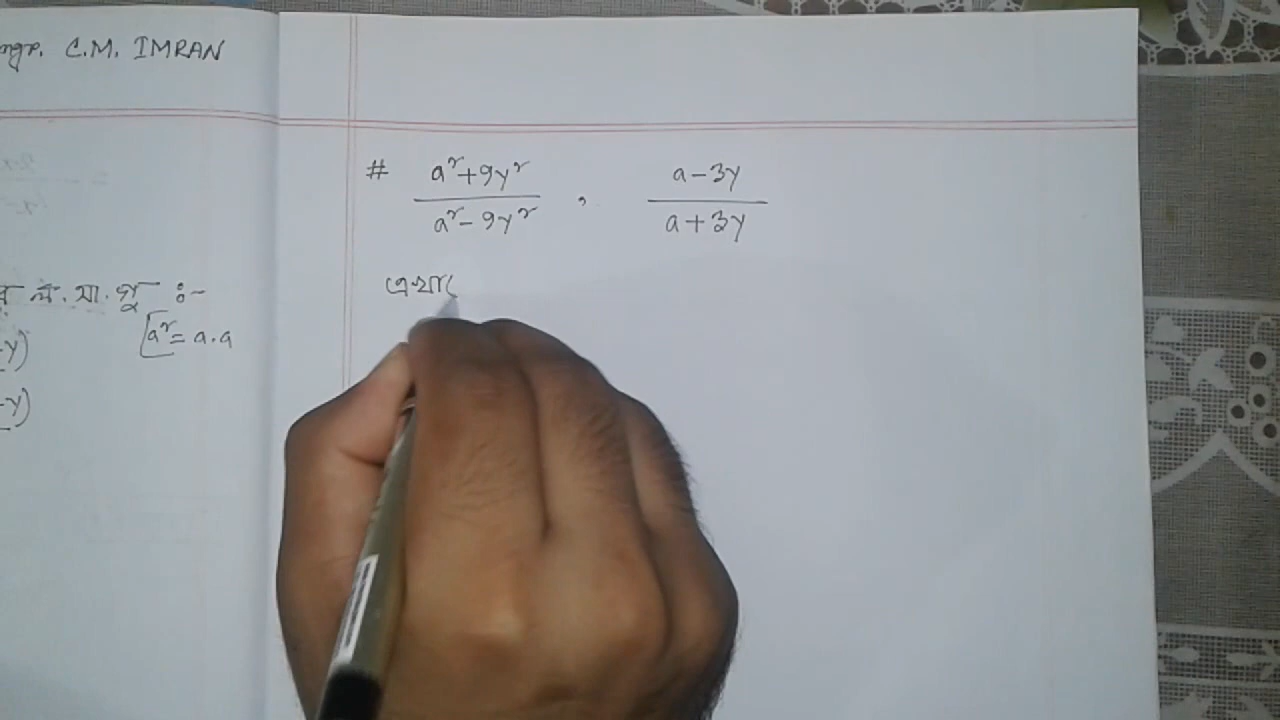 C.M. IMRAN
# a²+9y² / a²-9y² , a-3y / a+3y
এখা
ল.সা.গু :-
[a² = a.a
-y)
-y)